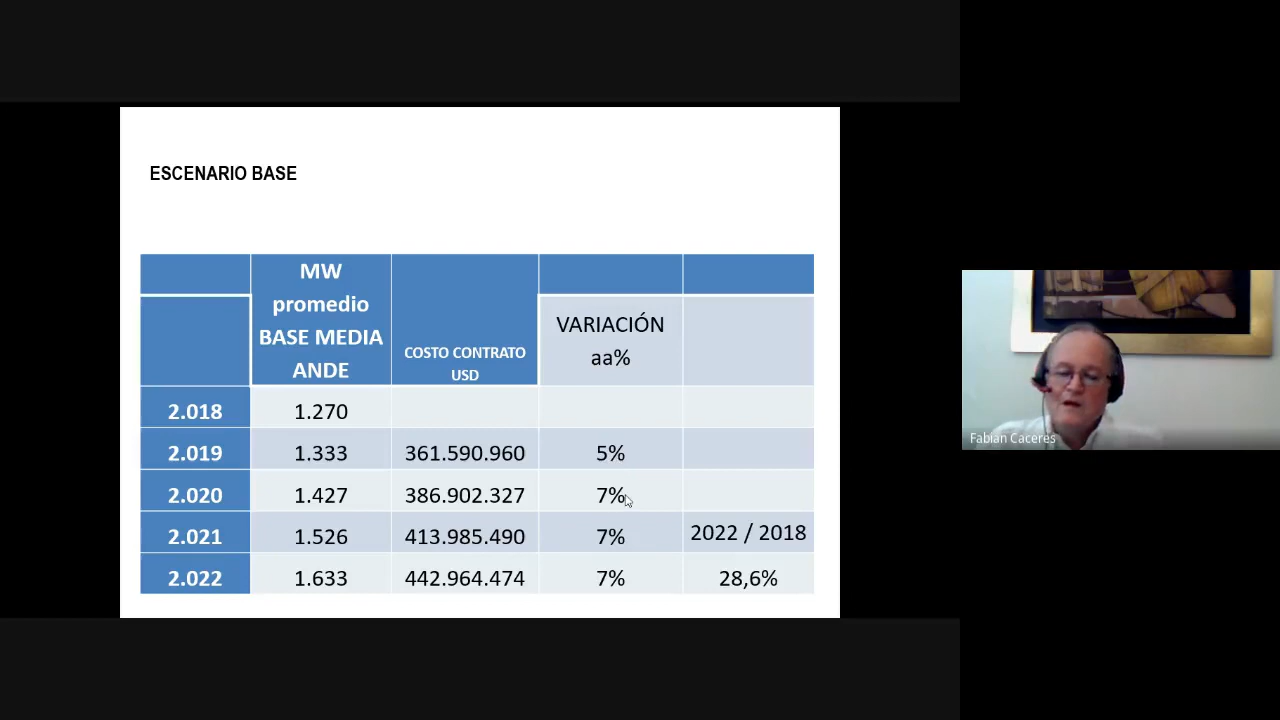 ESCENARIO BASE
MW
promedio
BASE MEDIA
ANDE
COSTO CONTRATO
USD
VARIACIÓN
aa%
2.018 1.270
2.019 1.333 361.590.960 5%
2.020 1.427 386.902.327 7%
2.021 1.526 413.985.490 7% 2022 / 2018
2.022 1.633 442.964.474 7% 28,6%
Fabian Caceres